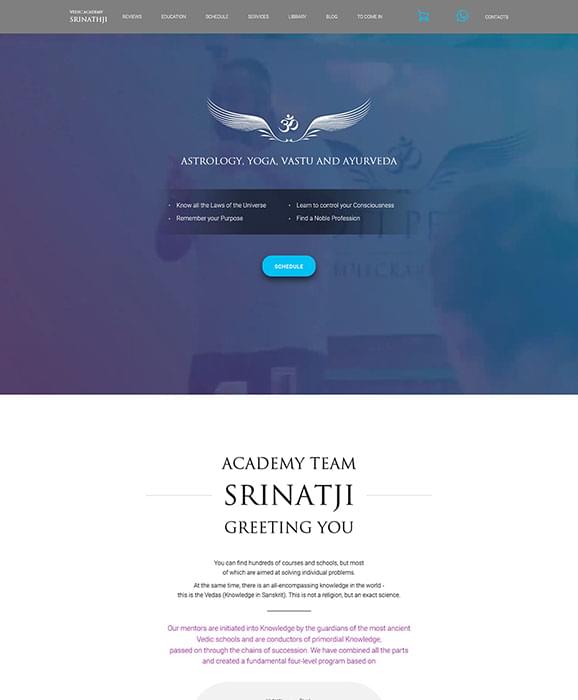 VEDIC ACADEMY
SRINATHJI
REVIEWS
EDUCATION
SCHEDULE
SERVICES
LIBRARY
BLOG
TO COME IN
CONTACTS
ॐ
ASTROLOGY, YOGA, VASTU AND AYURVEDA
• Know all the Laws of the Universe
• Learn to control your Consciousness
• Remember your Purpose
• Find a Noble Profession
SCHEDULE
ACADEMY TEAM
SRINATJI
GREETING YOU
You can find hundreds of courses and schools, but most
of which are aimed at solving individual problems.
At the same time, there is an all-encompassing knowledge in the world -
this is the Vedas (Knowledge in Sanskrit). This is not a religion, but an exact science.
Our mentors are initiated into Knowledge by the guardians of the most ancient
Vedic schools and are conductors of primordial Knowledge,
passed on through the chains of succession. We have combined all the parts
and created a fundamental four-level program based on